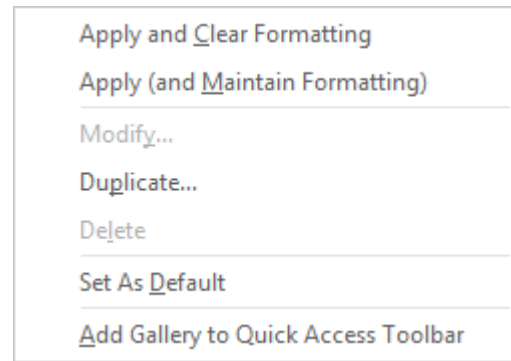 Apply and Clear Formatting
Apply (and Maintain Formatting)
Modify...
Duplicate...
Delete
Set As Default
Add Gallery to Quick Access Toolbar